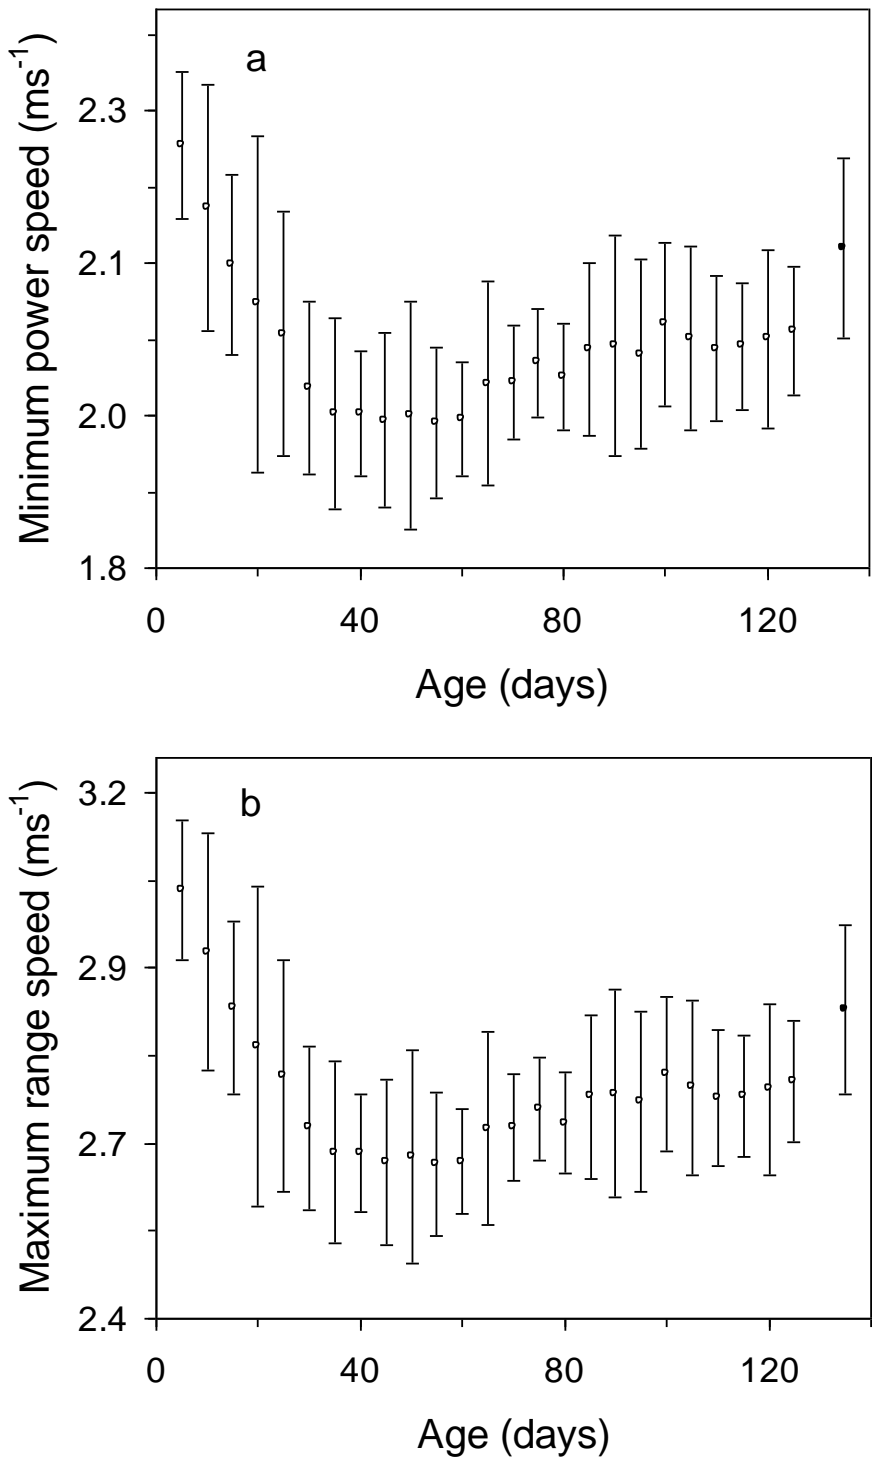 a
Minimum power speed (ms-1)
2.3
2.1
2.0
1.8
0 40 80 120
Age (days)
b
Maximum range speed (ms-1)
3.2
2.9
2.7
2.4
0 40 80 120
Age (days)